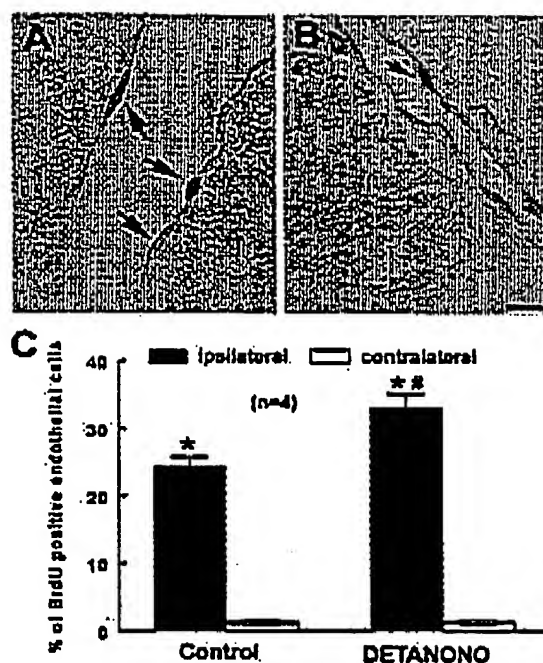 A B
C
40
30
20
10
0
% of BrdU positive endothelial cells
ipsilateral contralateral
(n=4)
*
* #
Control DETANONO